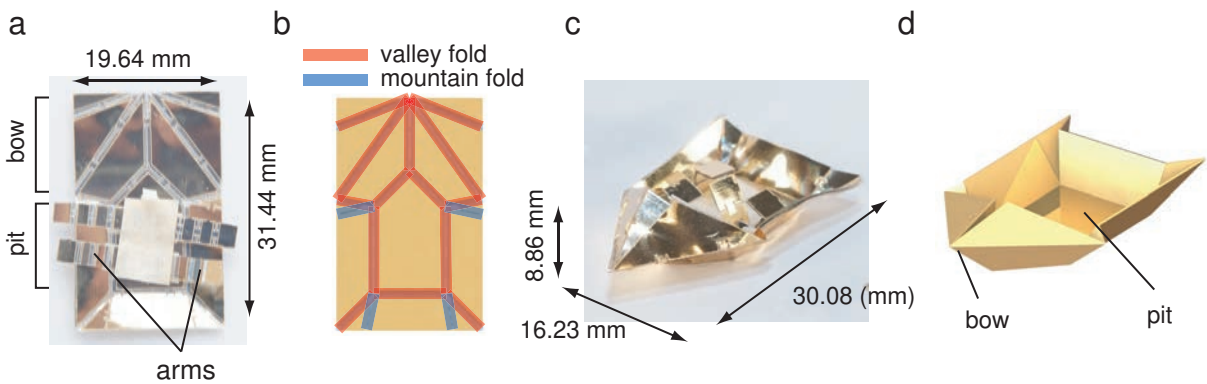 a
19.64 mm
bow
pit
31.44 mm
arms
b
valley fold
mountain fold
c
8.86 mm
16.23 mm
30.08 (mm)
d
bow
pit